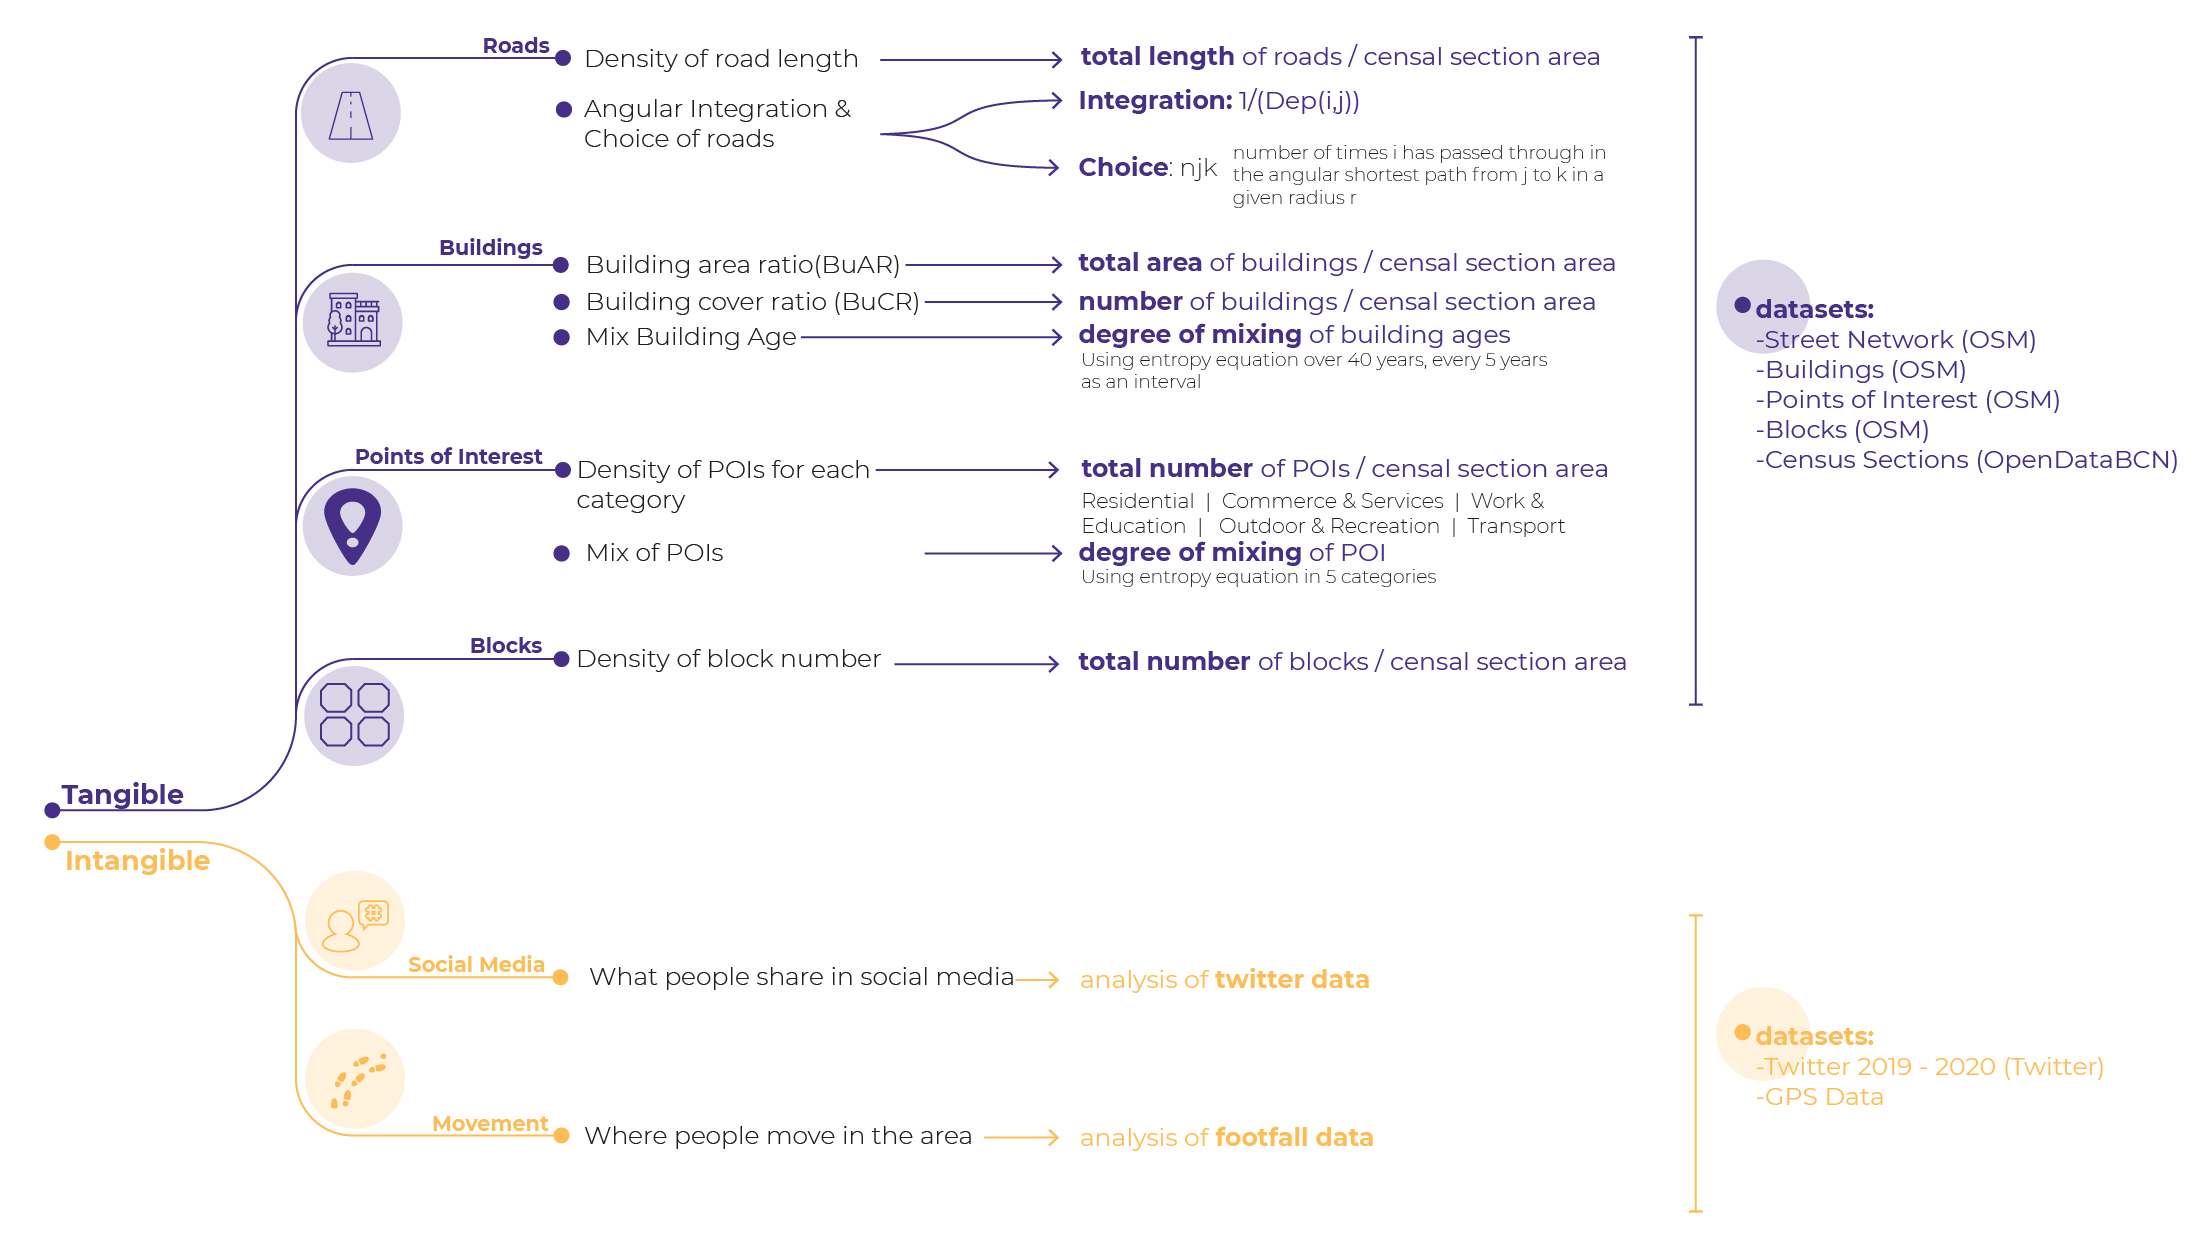 Roads
Density of road length
total length of roads / censal section area
Angular Integration &
Choice of roads
Integration: 1/(Dep(i,j))
Choice: njk
number of times i has passed through in
the angular shortest path from j to k in a
given radius r
Buildings
Building area ratio(BuAR)
total area of buildings / censal section area
Building cover ratio (BuCR)
number of buildings / censal section area
Mix Building Age
degree of mixing of building ages
Using entropy equation over 40 years, every 5 years
as an interval
Points of Interest
Density of POIs for each
category
total number of POIs / censal section area
Residential | Commerce & Services | Work &
Education | Outdoor & Recreation | Transport
Mix of POIs
degree of mixing of POI
Using entropy equation in 5 categories
Blocks
Density of block number
total number of blocks / censal section area
datasets:
-Street Network (OSM)
-Buildings (OSM)
-Points of Interest (OSM)
-Blocks (OSM)
-Census Sections (OpenDataBCN)
Tangible
Intangible
Social Media
What people share in social media
analysis of twitter data
Movement
Where people move in the area
analysis of footfall data
datasets:
-Twitter 2019 - 2020 (Twitter)
-GPS Data